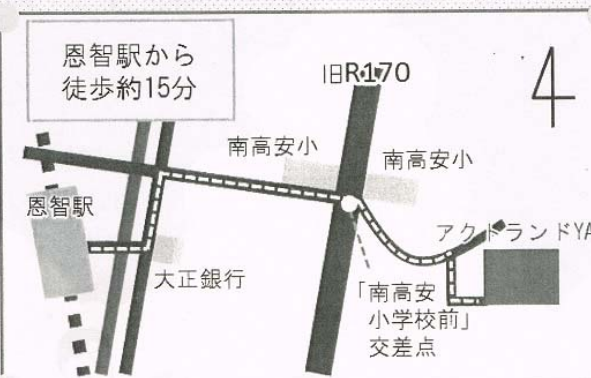 恩智駅から
徒歩約15分
旧R170
南高安小
南高安小
恩智駅
アクトランドYA
大正銀行
「南高安
小学校前」
交差点